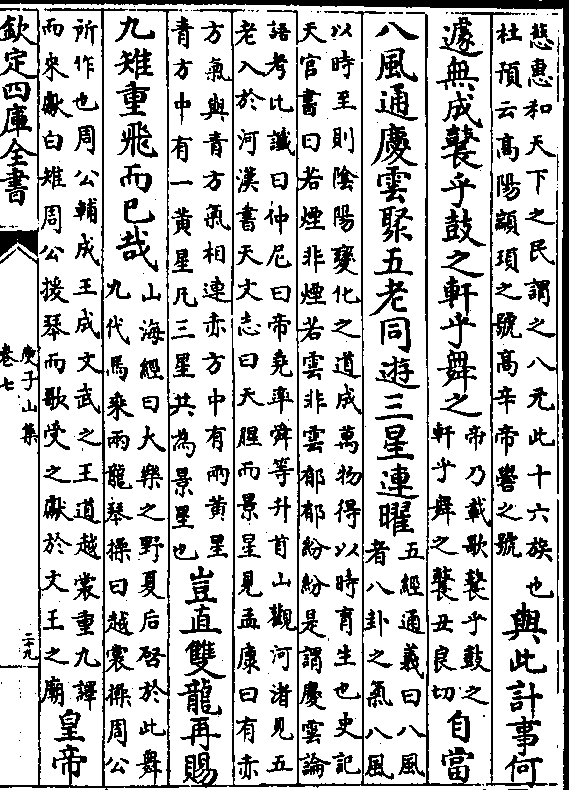 慈惠和天下之民謂之八元此十六族也
杜預云高陽顓頊之號高辛帝嚳之號
與此計事何
遽無成鼚乎鼓之軒乎舞之
帝乃載歌鼚乎鼓之
軒乎舞之鼚丑良切
自當
八風通慶雲聚五老同遊三星連曜
五經通義曰八風
者八卦之氣八風
以時至則隂陽變化之道成萬物得以時育生也史記
天官書曰若煙非煙若雲非雲郁郁紛紛是謂慶雲論
語考比讖曰仲尼曰帝堯率舜等升首山觀河渚見五
老入於河漢書天文志曰天腥而景星見孟康曰有赤
方氣與青方氣相連赤方中有兩黄星
青方中有一黄星凡三星共為景星也
豈直雙龍再賜
九雉重飛而已哉
山海經曰大樂之野夏后啓於此舞
九代馬乘兩龍琴操曰越裳操周公
所作也周公輔成王成文武之王道越裳重九譯
而來獻白雉周公援琴而歌受之獻於文王之廟
皇帝
欽定四庫全書
庾子山集
卷七
二十九